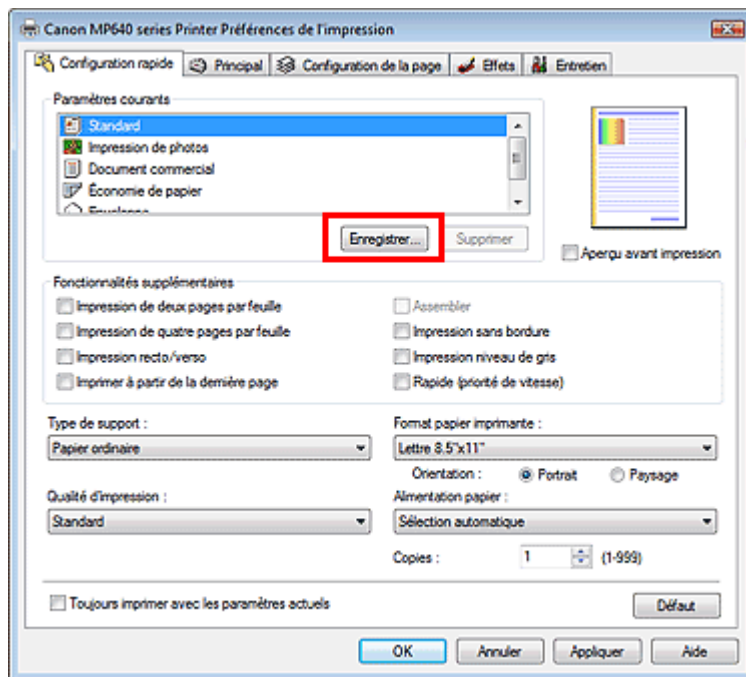 Canon MP640 series Printer Préférences de l'impression
Configuration rapide Principal Configuration de la page Effets Entretien
Paramètres courants
Standard
Impression de photos
Document commercial
Économie de papier
Enregistrer... Supprimer
Aperçu avant impression
Fonctionnalités supplémentaires
Impression de deux pages par feuille
Assembler
Impression de quatre pages par feuille
Impression sans bordure
Impression recto/verso
Impression niveau de gris
Imprimer à partir de la dernière page
Rapide (priorité de vitesse)
Type de support :
Papier ordinaire
Format papier imprimante :
Lettre 8.5"x11"
Orientation : Portrait Paysage
Qualité d'impression :
Standard
Alimentation papier :
Sélection automatique
Copies : 1 (1-999)
Toujours imprimer avec les paramètres actuels
Défaut
OK Annuler Appliquer Aide